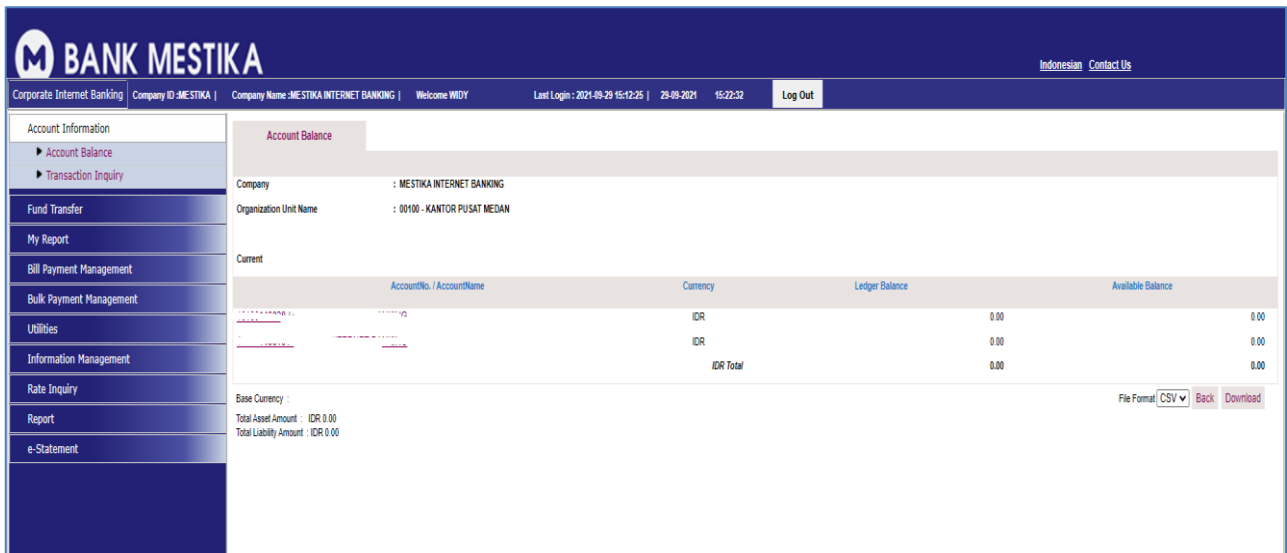 M BANK MESTIKA
Indonesian Contact Us
Corporate Internet Banking Company ID :MESTIKA | Company Name :MESTIKA INTERNET BANKING | Welcome WIDY Last Login : 2021-09-29 15:12:25 | 29-09-2021 15:22:32 Log Out
Account Information
Account Balance
Transaction Inquiry
Fund Transfer
My Report
Bill Payment Management
Bulk Payment Management
Utilities
Information Management
Rate Inquiry
Report
e-Statement
Account Balance
Company : MESTIKA INTERNET BANKING
Organization Unit Name : 00100 - KANTOR PUSAT MEDAN
Current
AccountNo. / AccountName Currency Ledger Balance Available Balance
IDR 0.00 0.00
IDR 0.00 0.00
IDR Total 0.00 0.00
Base Currency :
File Format CSV Back Download
Total Asset Amount : IDR 0.00
Total Liability Amount : IDR 0.00